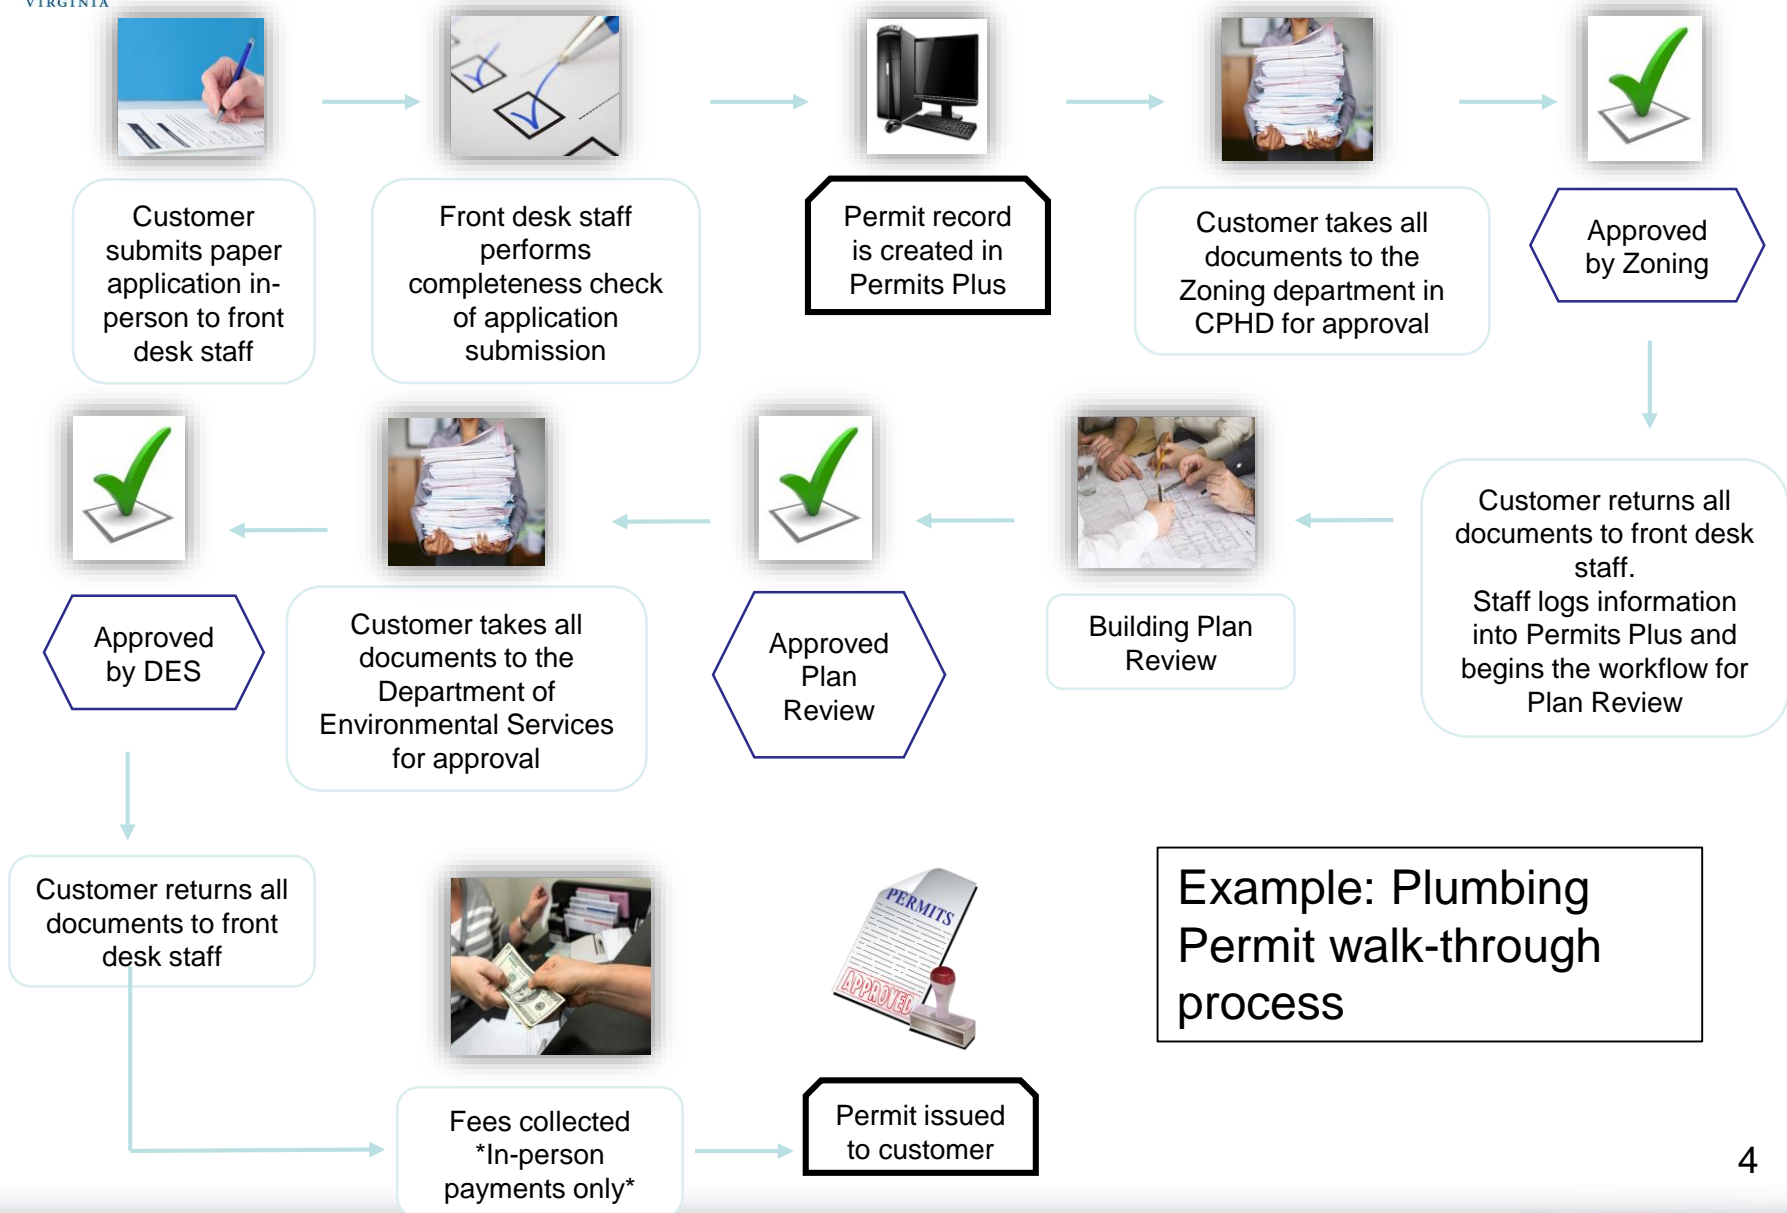 VIRGINIA
Customer
submits paper
application in-
person to front
desk staff
Front desk staff
performs
completeness check
of application
submission
Permit record
is created in
Permits Plus
Customer takes all
documents to the
Zoning department in
CPHD for approval
Approved
by Zoning
Customer returns all
documents to front desk
staff.
Staff logs information
into Permits Plus and
begins the workflow for
Plan Review
Building Plan
Review
Approved
Plan
Review
Customer takes all
documents to the
Department of
Environmental Services
for approval
Approved
by DES
Customer returns all
documents to front
desk staff
Fees collected
*In-person
payments only*
PERMITS
APPROVED
Permit issued
to customer
Example: Plumbing
Permit walk-through
process
4